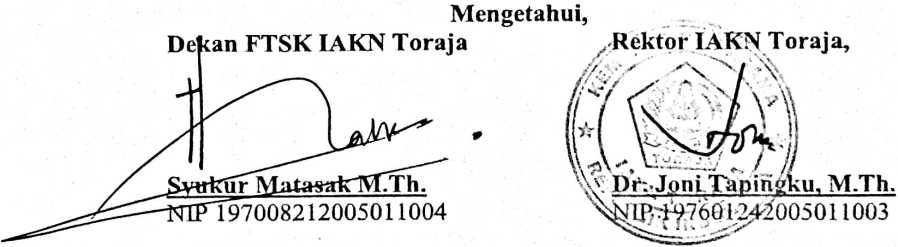 Mengetahui,
Dekan FTSK IAKN Toraja
Rektor IAKN Toraja,
Syukur Matasak M.Th.
NIP 197008212005011004
Dr. Joni Tapingku, M.Th.
NIP 197601242005011003